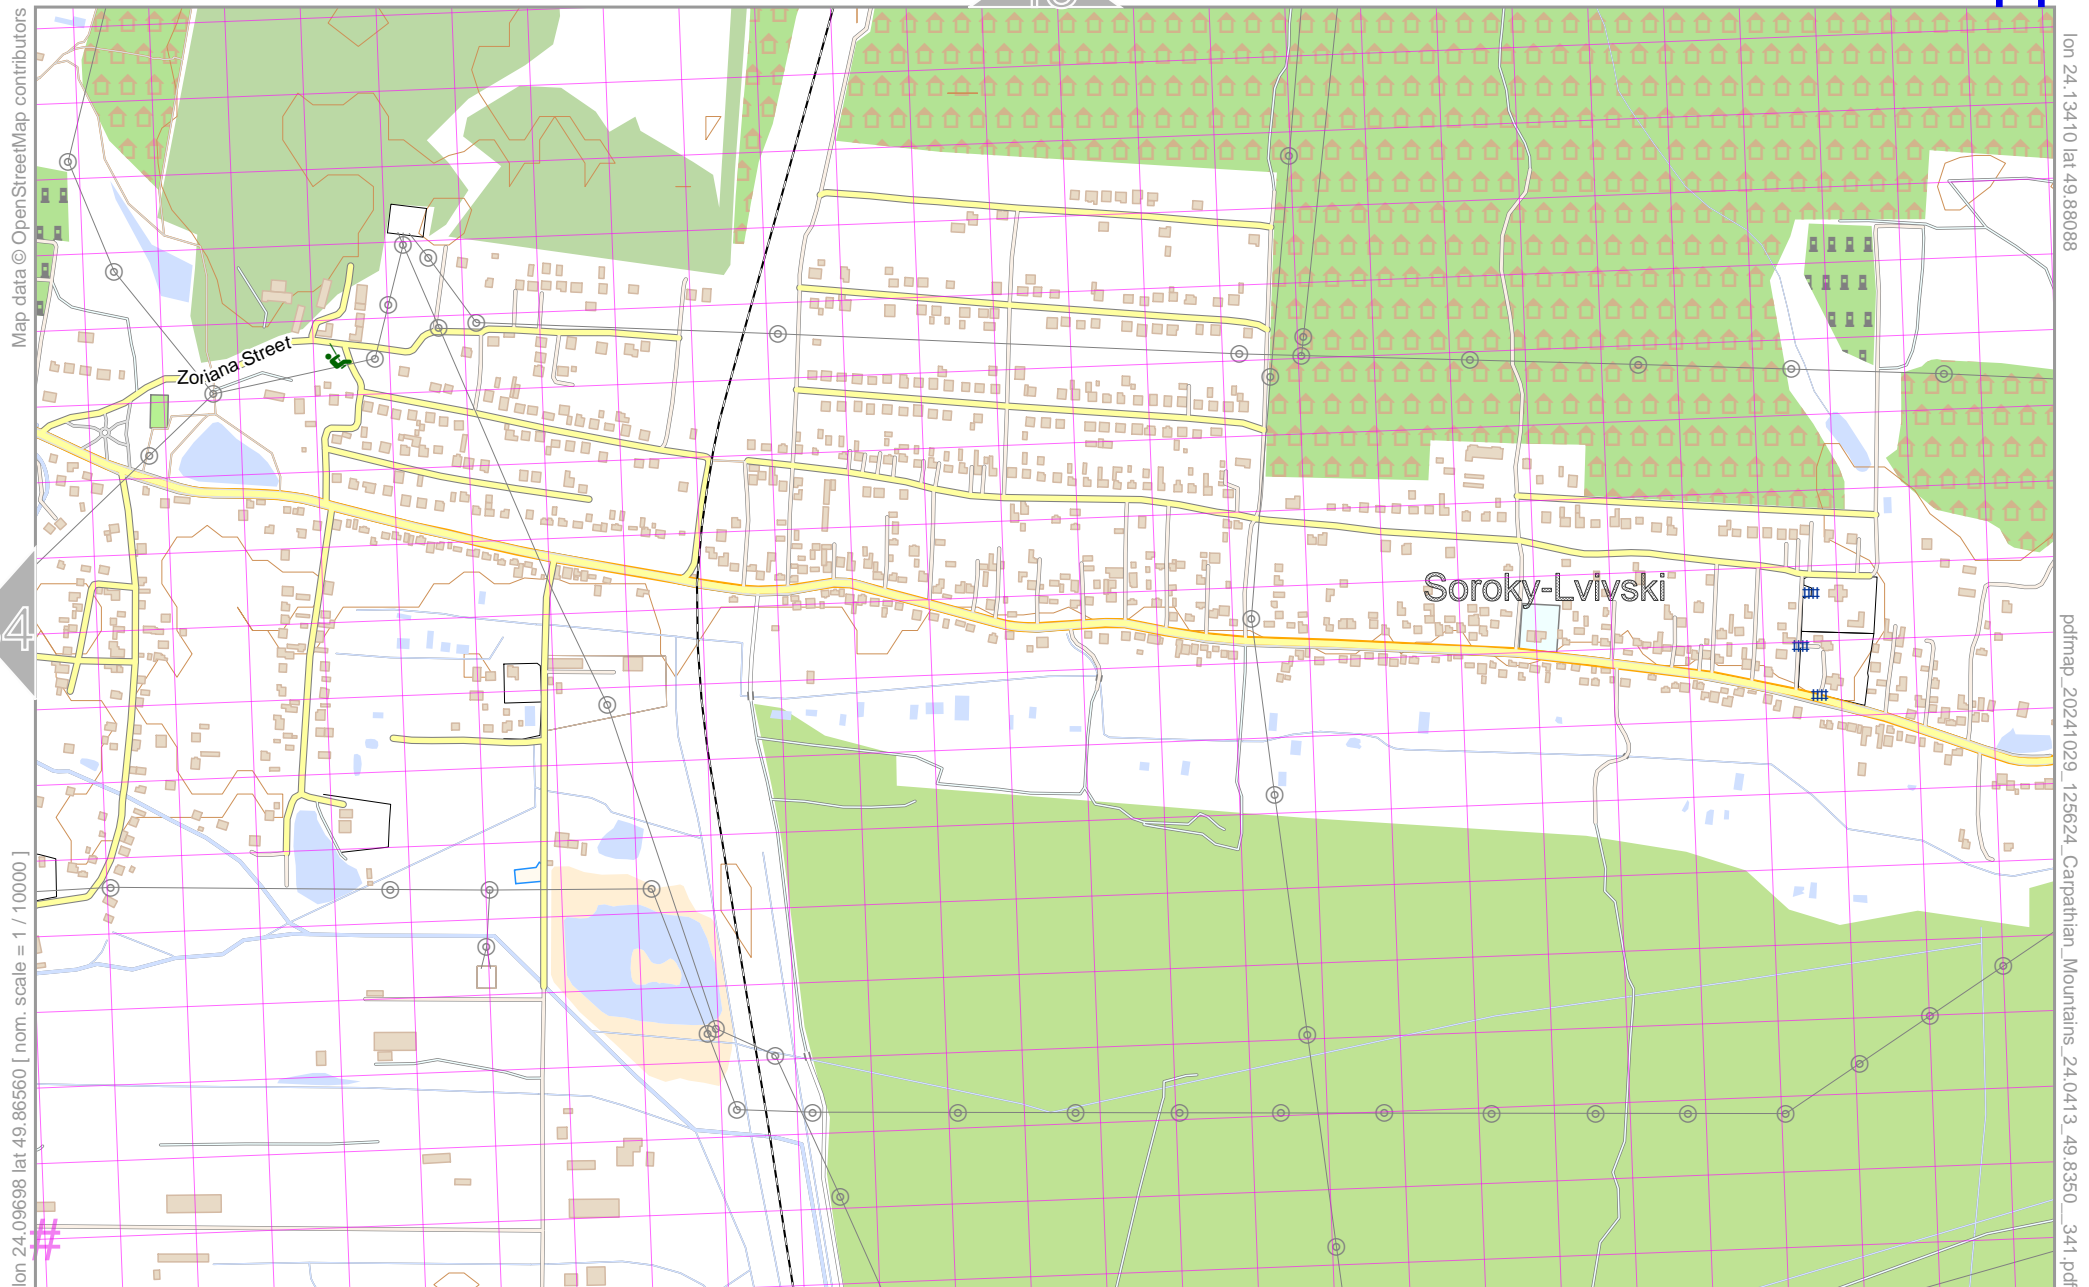 Map data © OpenStreetMap contributors
lon 24.13410 lat 49.88088
Zoriana Street
Soroky-Lvivski
4
lon 24.09698 lat 49.86560 [ nom. scale = 1 / 10000 ]
pdfmap_20241029_125624_Carpathian_Mountains_24.0413_49.8350__341.pdf
#